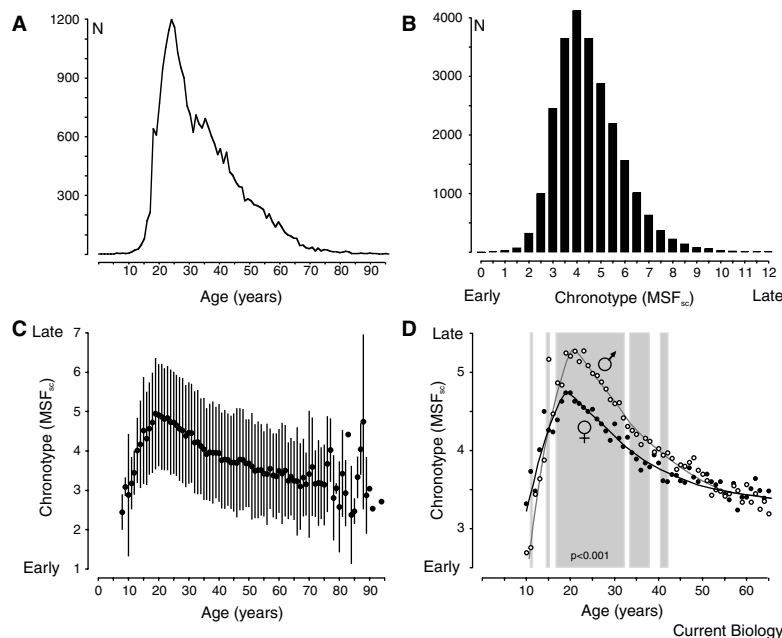 A
N
1200
900
600
300
10 20 30 40 50 60 70 80 90
Age (years)
B
N
4000
3000
2000
1000
0 1 2 3 4 5 6 7 8 9 10 11 12
Early Chronotype (MSFsc) Late
C
Late
7
6
5
4
3
2
1
Early
Chronotype (MSFsc)
0 10 20 30 40 50 60 70 80 90
Age (years)
D
Late
5
4
3
Early
Chronotype (MSFsc)
♂
♀
p<0.001
10 20 30 40 50 60
Age (years)
Current Biology